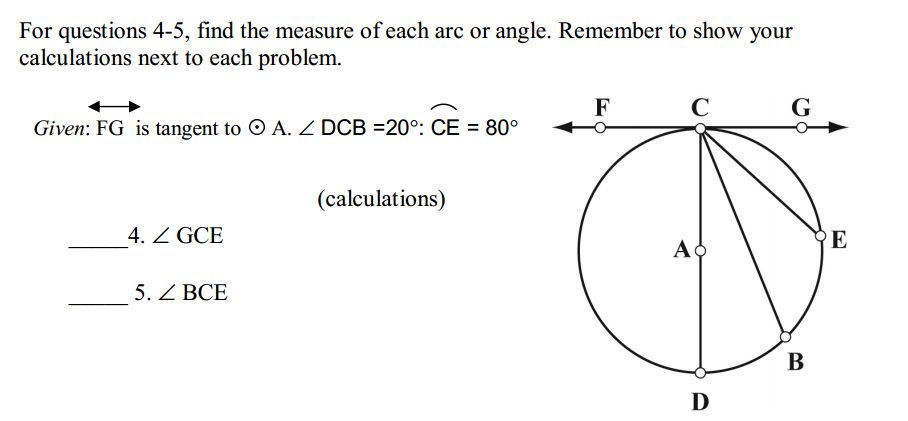 For questions 4-5, find the measure of each arc or angle. Remember to show your
calculations next to each problem.
Given: FG is tangent to ⊙ A. ∠ DCB =20°: CE = 80°
(calculations)
______4. ∠ GCE
______ 5. ∠ BCE
F C G
A E
B
D